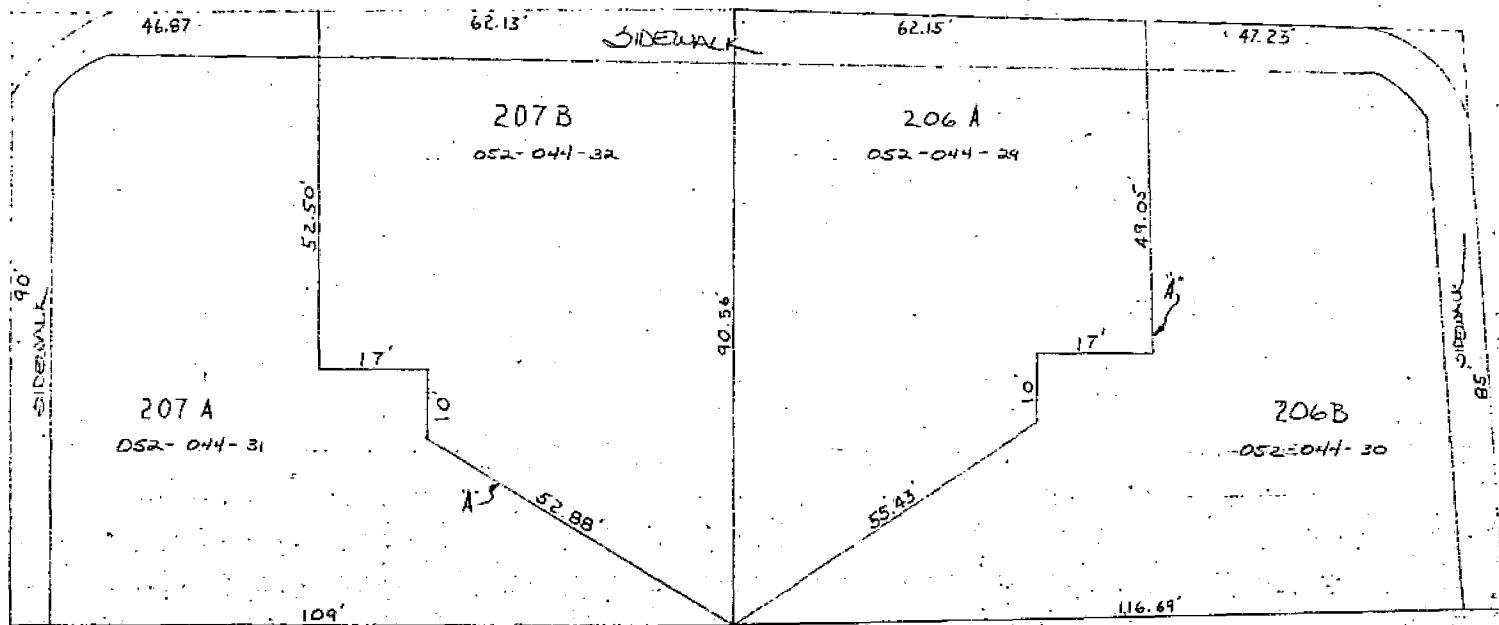 46.87
62.13'
SIDEWALK
62.15'
47.23
207 B
052-044-32
206 A
052-044-29
52.50'
49.05'
90'
SIDEWALK
90.56'
"A"
SIDEWALK
85
17'
17'
10'
10
207 A
052-044-31
206B
052-044-30
"A"
52.88'
55.43'
109'
116.69'